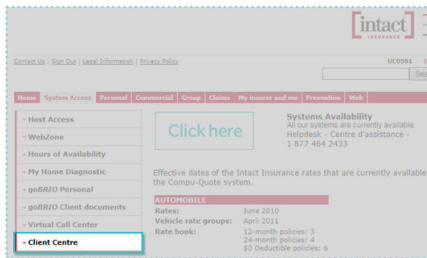 intact
INSURANCE
Contact Us | Sign Out | Legal Information | Privacy Policy
UC0391
Home System Access Personal Commercial Group Claims My Insurer and me Prevention Web
Host Access
WebZone
Hours of Availability
My Home Diagnostic
goBRIO Personal
goBRIO Client documents
Virtual Call Center
Client Centre
Click here
Systems Availability
All our systems are currently available.
Helpdesk - Centre d'assistance -
1 877 464 2433
Effective dates of the Intact Insurance rates that are currently available
the Compu-Quote system.
AUTOMOBILE
Rates: June 2010
Vehicle rate groups: April 2011
Rate book: 12-month policies: 3
24-month policies: 4
$0 Deductible policies: 6